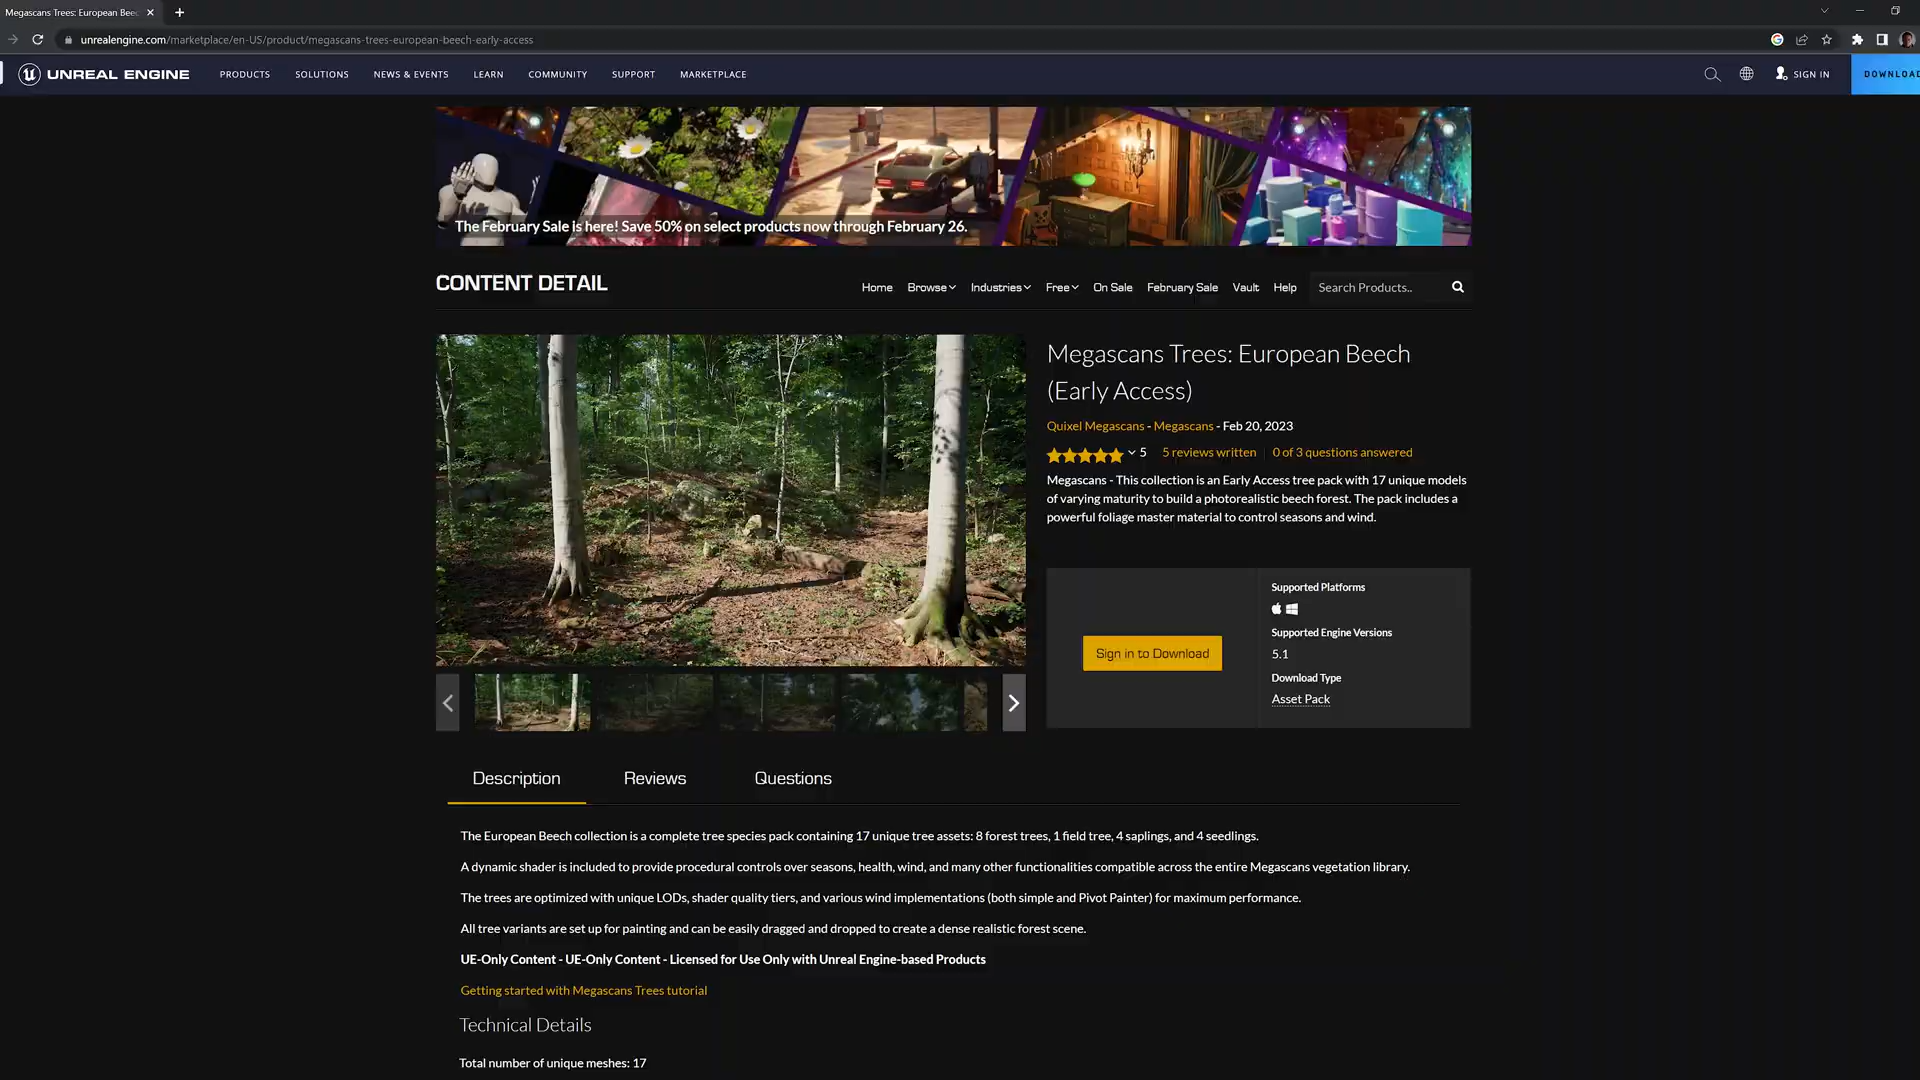 Megascans Trees: European Bee
unrealengine.com/marketplace/en-US/product/megascans-trees-european-beech-early-access
UNREAL ENGINE
PRODUCTS
SOLUTIONS
NEWS & EVENTS
LEARN
COMMUNITY
SUPPORT
MARKETPLACE
SIGN IN
DOWNLOAD
The February Sale is here! Save 50% on select products now through February 26.
CONTENT DETAIL
Home
Browse
Industries
Free
On Sale
February Sale
Vault
Help
Search Products..
Megascans Trees: European Beech
(Early Access)
Quixel Megascans - Megascans - Feb 20, 2023
5
5 reviews written
0 of 3 questions answered
Megascans - This collection is an Early Access tree pack with 17 unique models
of varying maturity to build a photorealistic beech forest. The pack includes a
powerful foliage master material to control seasons and wind.
Sign in to Download
Supported Platforms
Supported Engine Versions
5.1
Download Type
Asset Pack
Description
Reviews
Questions
The European Beech collection is a complete tree species pack containing 17 unique tree assets: 8 forest trees, 1 field tree, 4 saplings, and 4 seedlings.
A dynamic shader is included to provide procedural controls over seasons, health, wind, and many other functionalities compatible across the entire Megascans vegetation library.
The trees are optimized with unique LODs, shader quality tiers, and various wind implementations (both simple and Pivot Painter) for maximum performance.
All tree variants are set up for painting and can be easily dragged and dropped to create a dense realistic forest scene.
UE-Only Content - UE-Only Content - Licensed for Use Only with Unreal Engine-based Products
Getting started with Megascans Trees tutorial
Technical Details
Total number of unique meshes: 17